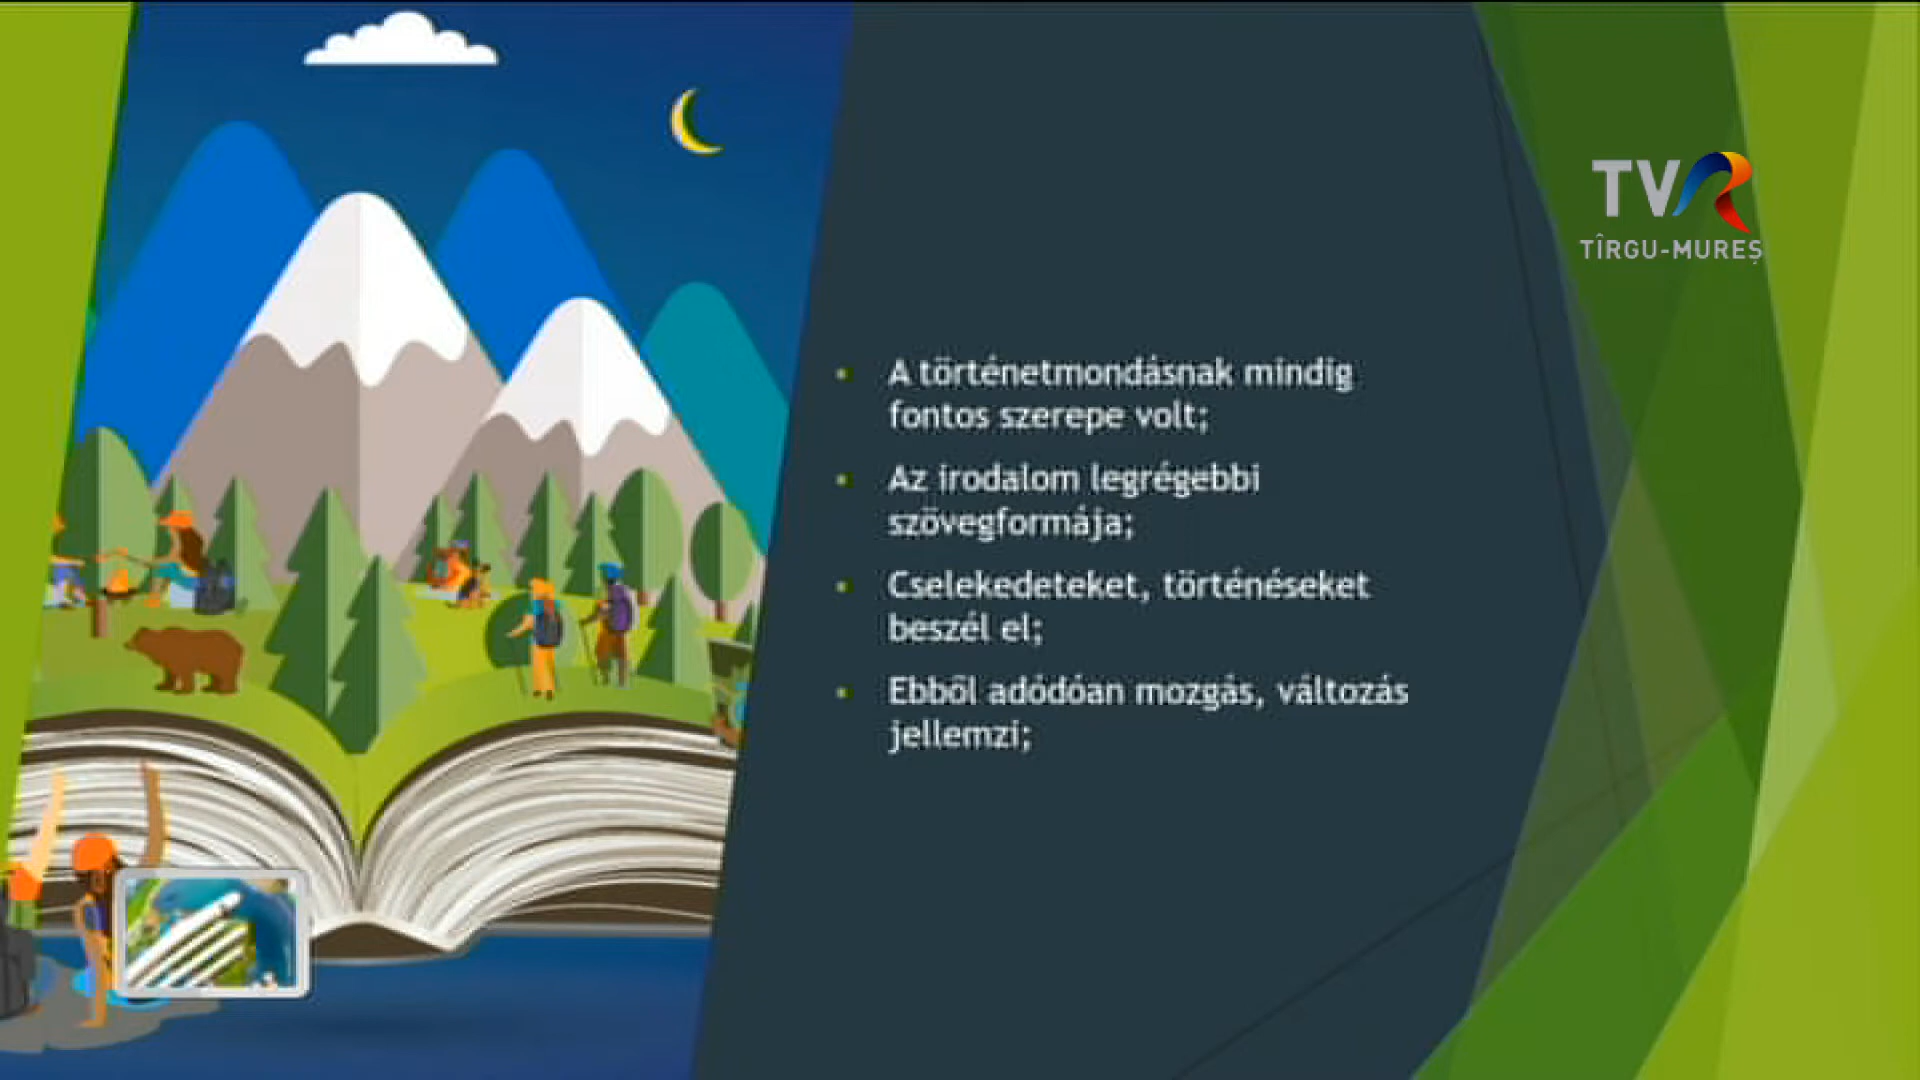 TVR
TÎRGU-MUREȘ
A történetmondásnak mindig
fontos szerepe volt;
Az irodalom legrégebbi
szövegformája;
Cselekedeteket, történéseket
beszél el;
Ebből adódóan mozgás, változás
jellemzi;